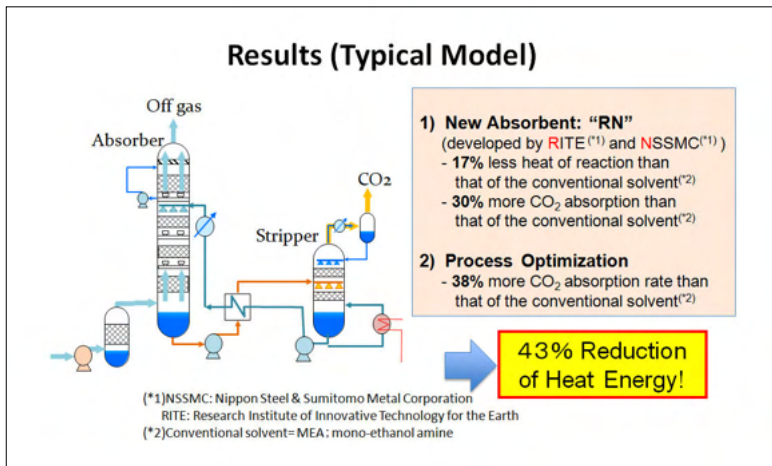 Results (Typical Model)
Off gas
Absorber
CO2
Stripper
1) New Absorbent: “RN”
(developed by RITE(*1) and NSSMC(*1) )
- 17% less heat of reaction than
that of the conventional solvent(*2)
- 30% more CO2 absorption than
that of the conventional solvent(*2)
2) Process Optimization
- 38% more CO2 absorption rate than
that of the conventional solvent(*2)
43% Reduction
of Heat Energy!
(*1)NSSMC: Nippon Steel & Sumitomo Metal Corporation
RITE: Research Institute of Innovative Technology for the Earth
(*2)Conventional solvent= MEA; mono-ethanol amine